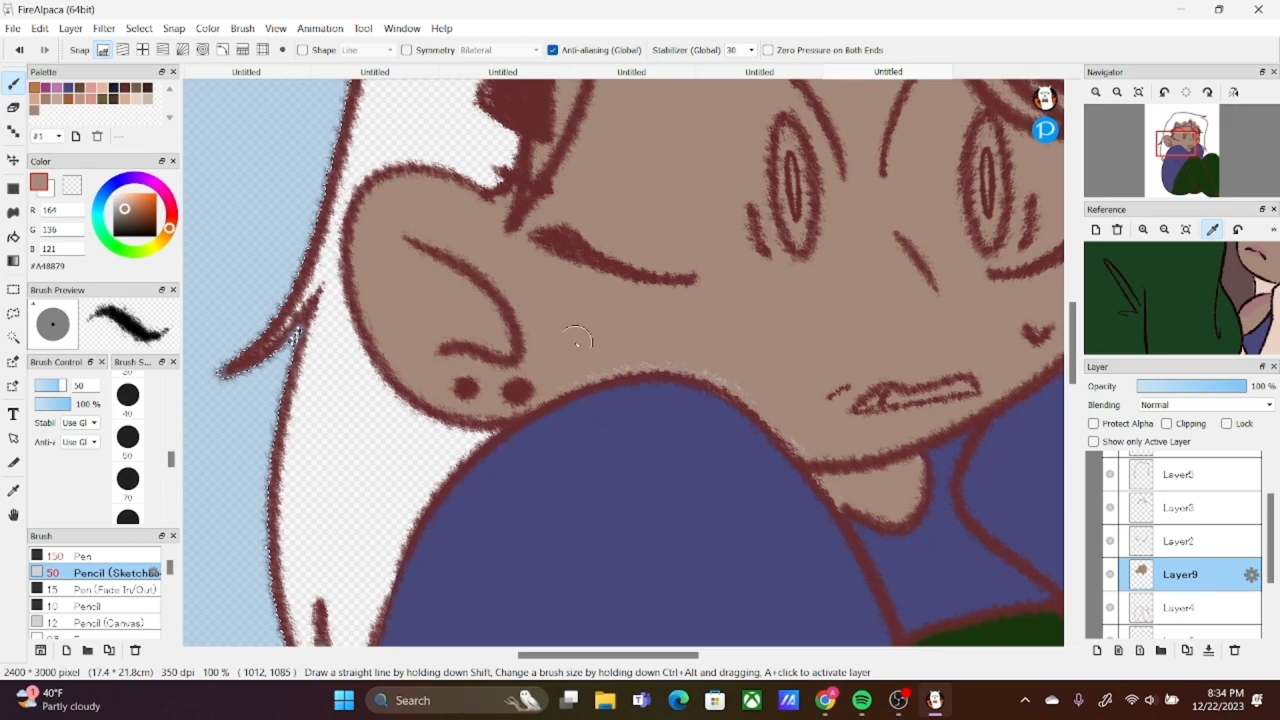 FireAlpaca (64bit)
File Edit Layer Filter Select Snap Color Brush View Animation Tool Window Help
Snap Shape Line Symmetry Bilateral Anti-aliasing (Global) Stabilizer (Global) 30 Zero Pressure on Both Ends
Palette
Untitled Untitled Untitled Untitled Untitled Untitled
Navigator
#1
Color
R 164
G 136
B 121
#A48879
Reference
Brush Preview
Brush Control Brush S...
50
100 %
Stabil Use Gl
Anti-a Use Gl
40
50
70
Layer
Opacity 100 %
Blending Normal
Protect Alpha Clipping Lock
Show only Active Layer
Layer5
Layer3
Layer2
Layer9
Layer4
Brush
150 Pen
50 Pencil (Sketchbo
15 Pen (Fade In/Out)
10 Pencil
12 Pencil (Canvas)
2400 * 3000 pixel (17.4 * 21.8cm) 350 dpi 100 % ( 1012, 1085 ) Draw a straight line by holding down Shift, Change a brush size by holding down Ctrl+Alt and dragging, A+click to activate layer
1
40°F
Partly cloudy
Search
8:34 PM
12/22/2023